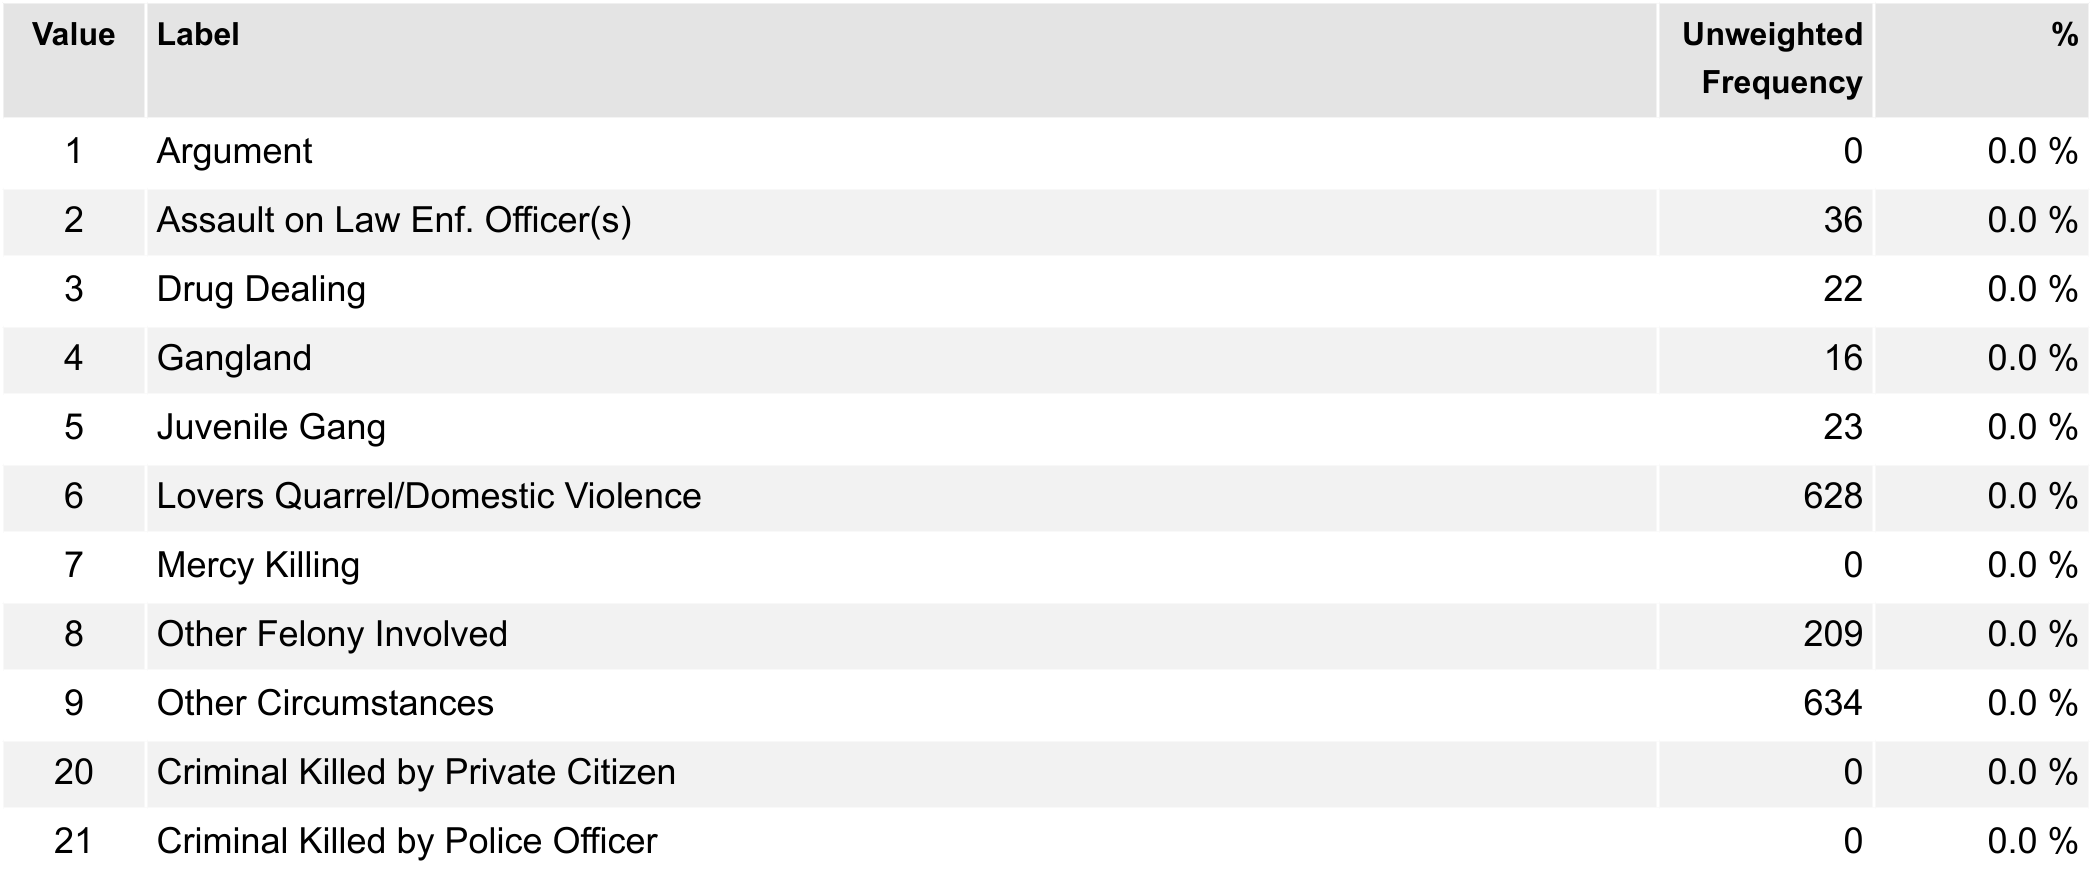 Value Label Unweighted Frequency %
1 Argument 0 0.0 %
2 Assault on Law Enf. Officer(s) 36 0.0 %
3 Drug Dealing 22 0.0 %
4 Gangland 16 0.0 %
5 Juvenile Gang 23 0.0 %
6 Lovers Quarrel/Domestic Violence 628 0.0 %
7 Mercy Killing 0 0.0 %
8 Other Felony Involved 209 0.0 %
9 Other Circumstances 634 0.0 %
20 Criminal Killed by Private Citizen 0 0.0 %
21 Criminal Killed by Police Officer 0 0.0 %